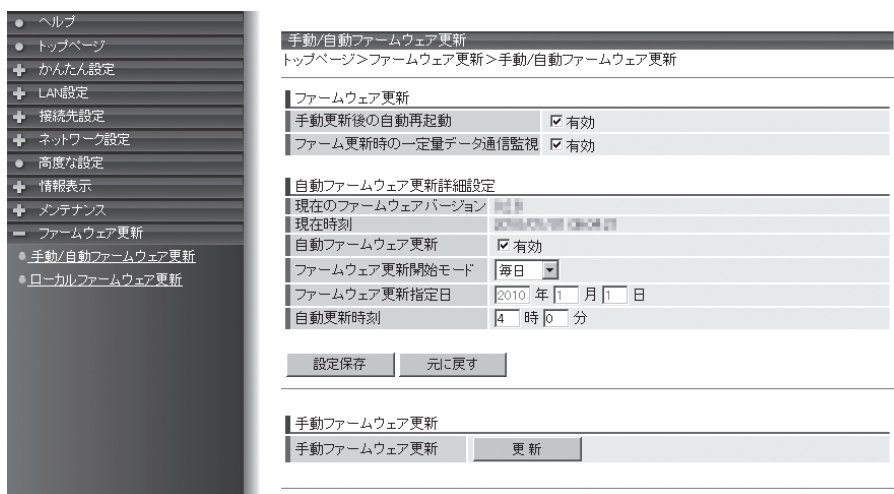 ヘルプ
トップページ
かんたん設定
LAN設定
接続先設定
ネットワーク設定
高度な設定
情報表示
メンテナンス
ファームウェア更新
手動/自動ファームウェア更新
ローカルファームウェア更新
手動/自動ファームウェア更新
トップページ>ファームウェア更新>手動/自動ファームウェア更新
ファームウェア更新
手動更新後の自動再起動 有効
ファーム更新時の一定量データ通信監視 有効
自動ファームウェア更新詳細設定
現在のファームウェアバージョン
現在時刻
自動ファームウェア更新 有効
ファームウェア更新開始モード 毎日
ファームウェア更新指定日 2010 年 1 月 1 日
自動更新時刻 4 時 0 分
設定保存 元に戻す
手動ファームウェア更新
手動ファームウェア更新 更新